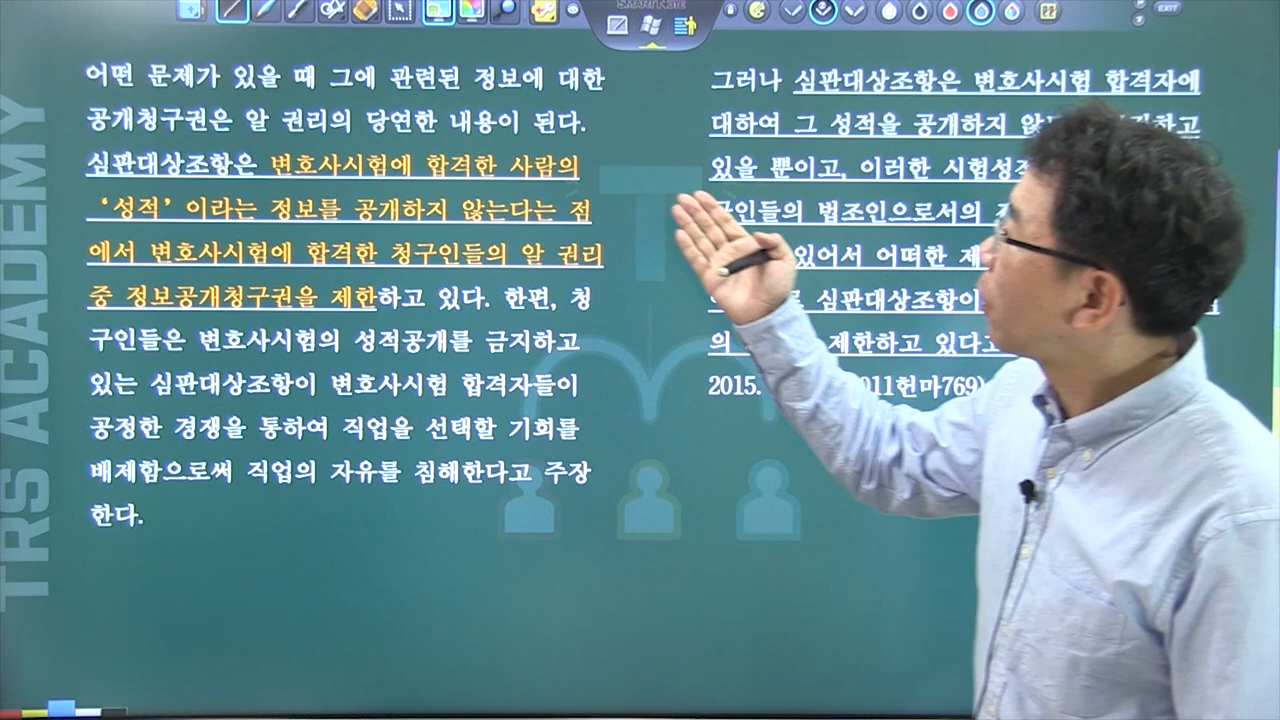 SMART NOTE
EXIT
TRS ACADEMY
어떤 문제가 있을 때 그에 관련된 정보에 대한
공개청구권은 알 권리의 당연한 내용이 된다.
심판대상조항은 변호사시험에 합격한 사람의
‘성적’ 이라는 정보를 공개하지 않는다는 점
에서 변호사시험에 합격한 청구인들의 알 권리
중 정보공개청구권을 제한하고 있다. 한편, 청
구인들은 변호사시험의 성적공개를 금지하고
있는 심판대상조항이 변호사시험 합격자들이
공정한 경쟁을 통하여 직업을 선택할 기회를
배제함으로써 직업의 자유를 침해한다고 주장
한다.
그러나 심판대상조항은 변호사시험 합격자에
대하여 그 성적을 공개하지
있을 뿐이고, 이러한
법조인으로서의
있어서 어떠한
심판대상조항이
의 제한하고
2015. 011헌마769)